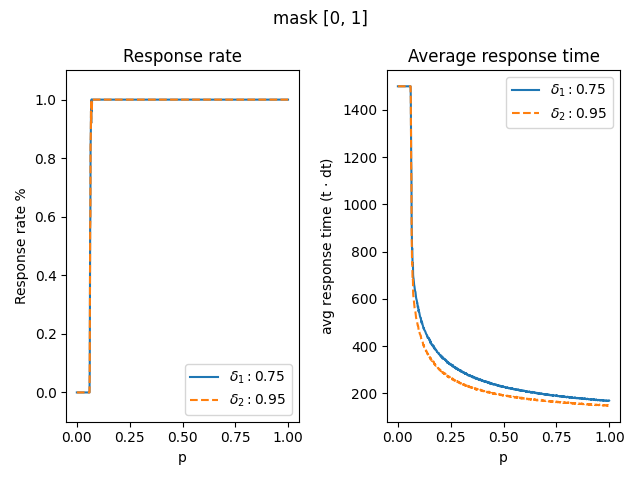 mask [0, 1]
Response rate
Response rate %
1.0
0.8
0.6
0.4
0.2
0.0
δ₁ : 0.75
δ₂ : 0.95
0.00 0.25 0.50 0.75 1.00
p
Average response time
avg response time (t · dt)
1400
1200
1000
800
600
400
200
δ₁ : 0.75
δ₂ : 0.95
0.00 0.25 0.50 0.75 1.00
p